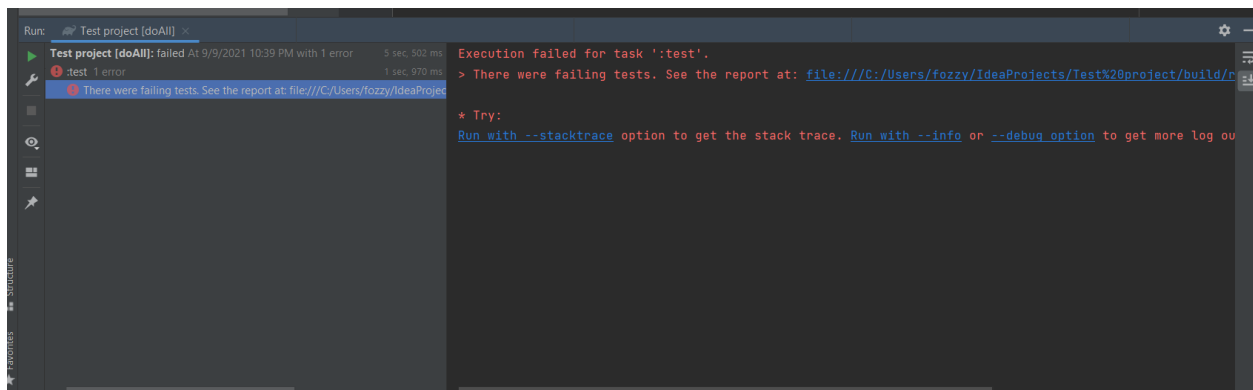 Run: Test project [doAll] ×
Test project [doAll]: failed At 9/9/2021 10:39 PM with 1 error 5 sec, 502 ms
:test 1 error 1 sec, 970 ms
There were failing tests. See the report at: file:///C:/Users/fozzy/IdeaProjec
Execution failed for task ':test'.
> There were failing tests. See the report at: file:///C:/Users/fozzy/IdeaProjects/Test%20project/build/r
* Try:
Run with --stacktrace option to get the stack trace. Run with --info or --debug option to get more log ou
Structure
Favorites